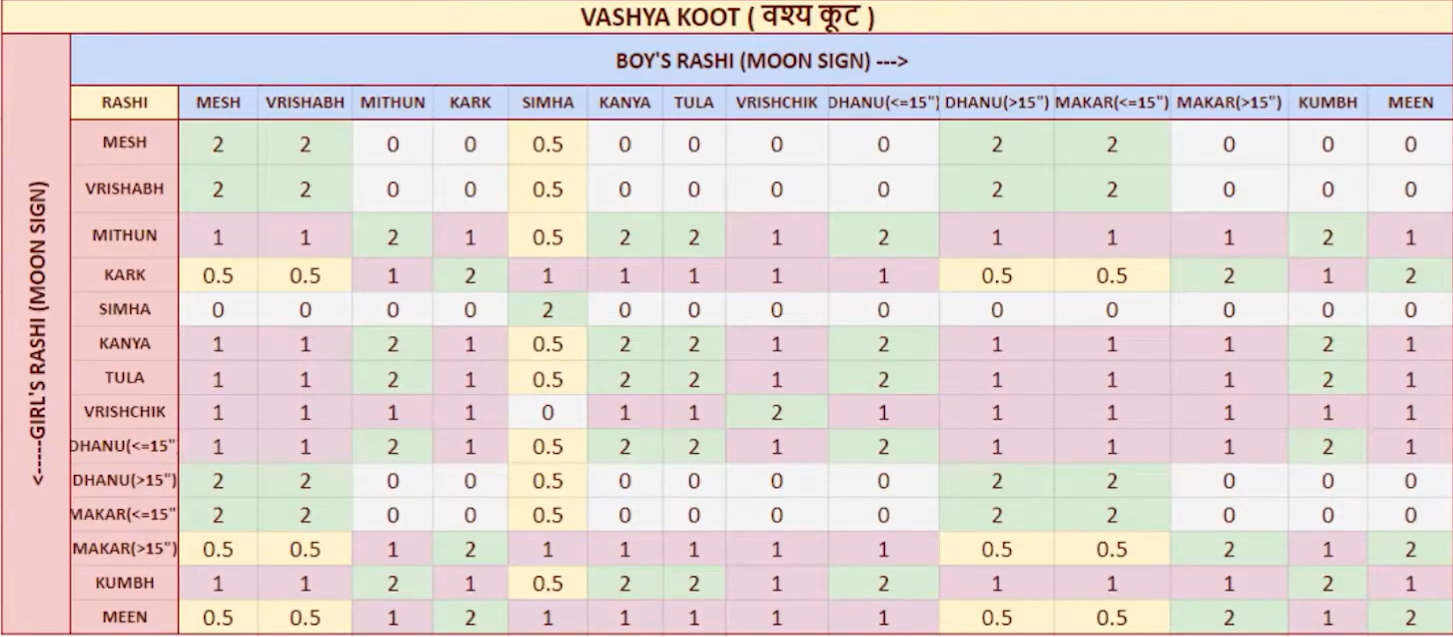 VASHYA KOOT ( वश्य कूट )
BOY'S RASHI (MOON SIGN) --->
<-----GIRL'S RASHI (MOON SIGN)
RASHI MESH VRISHABH MITHUN KARK SIMHA KANYA TULA VRISHCHIK DHANU(<=15") DHANU(>15") MAKAR(<=15") MAKAR(>15") KUMBH MEEN
MESH 2 2 0 0 0.5 0 0 0 0 2 2 0 0 0
VRISHABH 2 2 0 0 0.5 0 0 0 0 2 2 0 0 0
MITHUN 1 1 2 1 0.5 2 2 1 2 1 1 1 2 1
KARK 0.5 0.5 1 2 1 1 1 1 1 0.5 0.5 2 1 2
SIMHA 0 0 0 0 2 0 0 0 0 0 0 0 0 0
KANYA 1 1 2 1 0.5 2 2 1 2 1 1 1 2 1
TULA 1 1 2 1 0.5 2 2 1 2 1 1 1 2 1
VRISHCHIK 1 1 1 1 0 1 1 2 1 1 1 1 1 1
DHANU(<=15" 1 1 2 1 0.5 2 2 1 2 1 1 1 2 1
DHANU(>15") 2 2 0 0 0.5 0 0 0 0 2 2 0 0 0
MAKAR(<=15" 2 2 0 0 0.5 0 0 0 0 2 2 0 0 0
MAKAR(>15") 0.5 0.5 1 2 1 1 1 1 1 0.5 0.5 2 1 2
KUMBH 1 1 2 1 0.5 2 2 1 2 1 1 1 2 1
MEEN 0.5 0.5 1 2 1 1 1 1 1 0.5 0.5 2 1 2